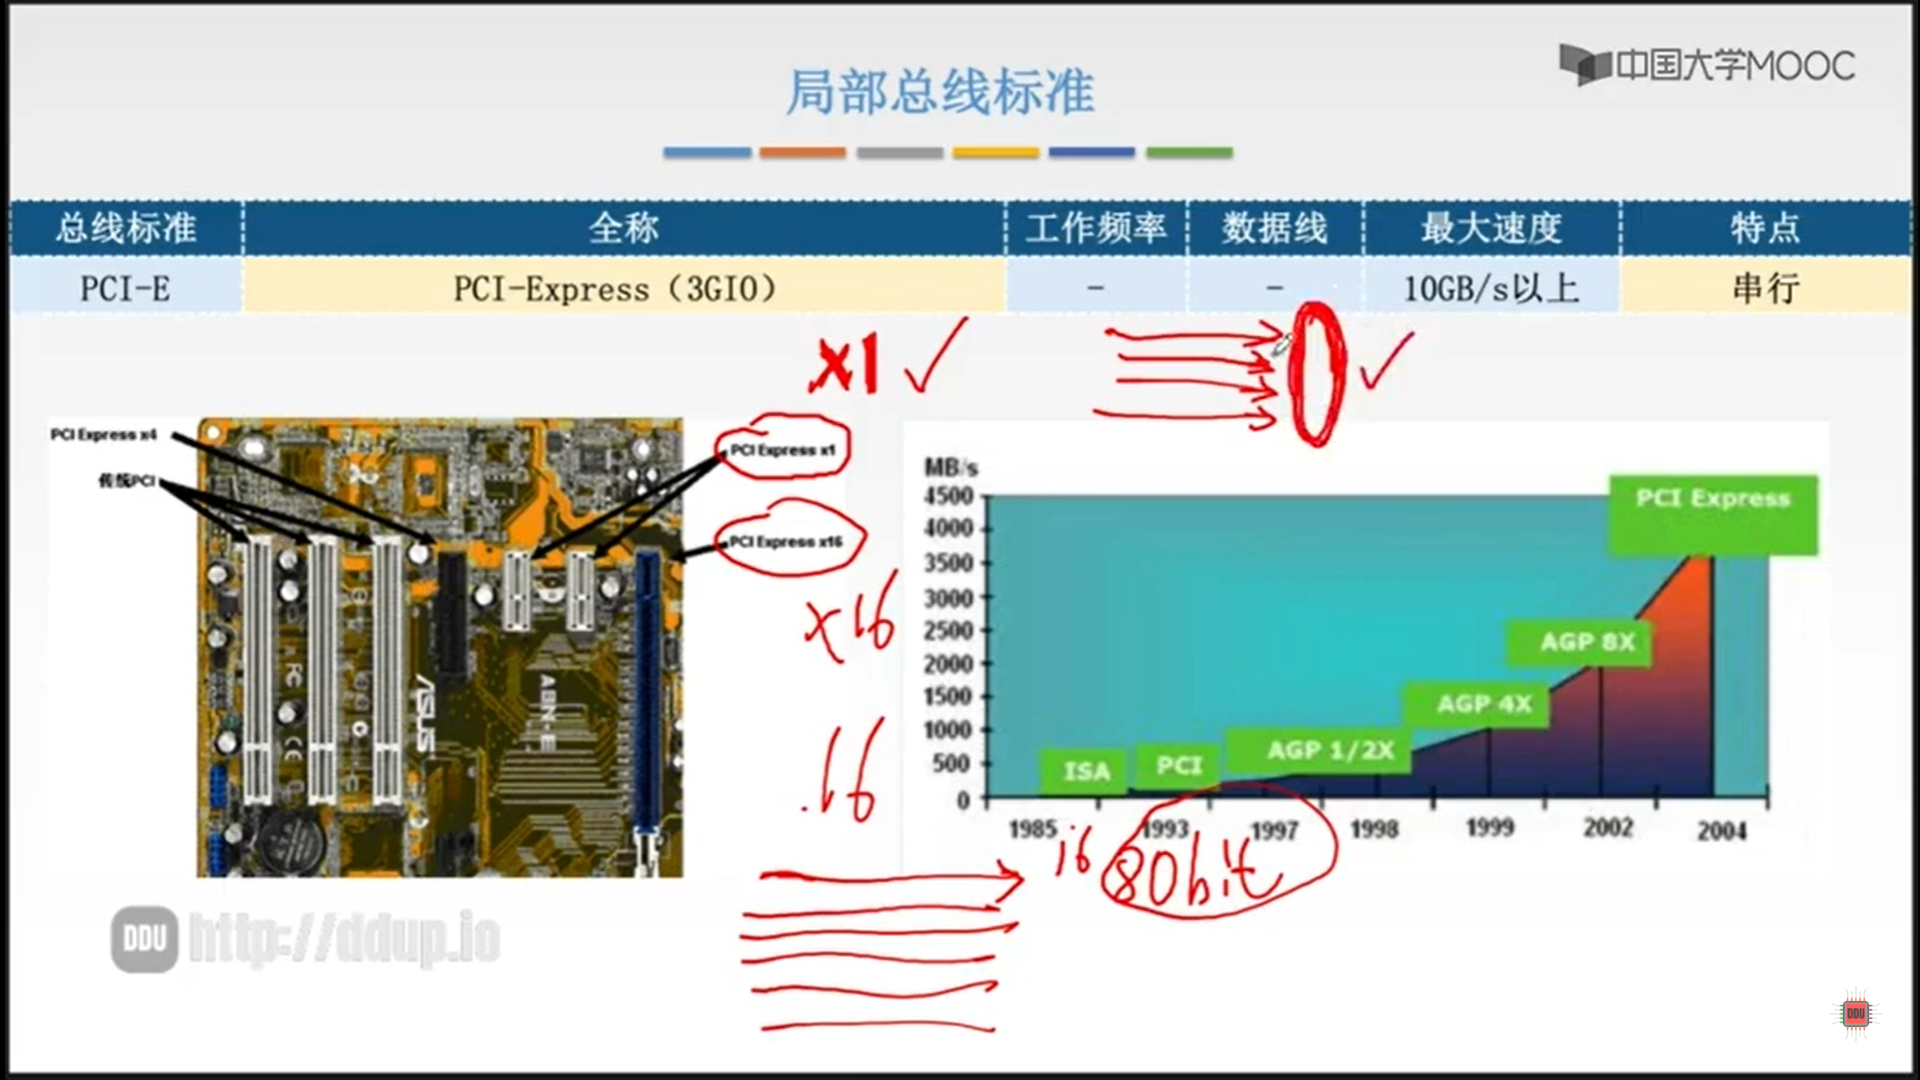 中国大学MOOC
局部总线标准
总线标准 全称 工作频率 数据线 最大速度 特点
PCI-E PCI-Express（3GIO） - - 10GB/s以上 串行
x1
PCI Express x4
传统PCI
PCI Express x1
PCI Express x16
x16
.16
ASUS
A8N-E
MB/s
4500
4000
3500
3000
2500
2000
1500
1000
500
0
PCI Express
AGP 8X
AGP 4X
AGP 1/2X
PCI
ISA
1985 1993 1997 1998 1999 2002 2004
16 80bit
DDU http://ddup.io
DDU